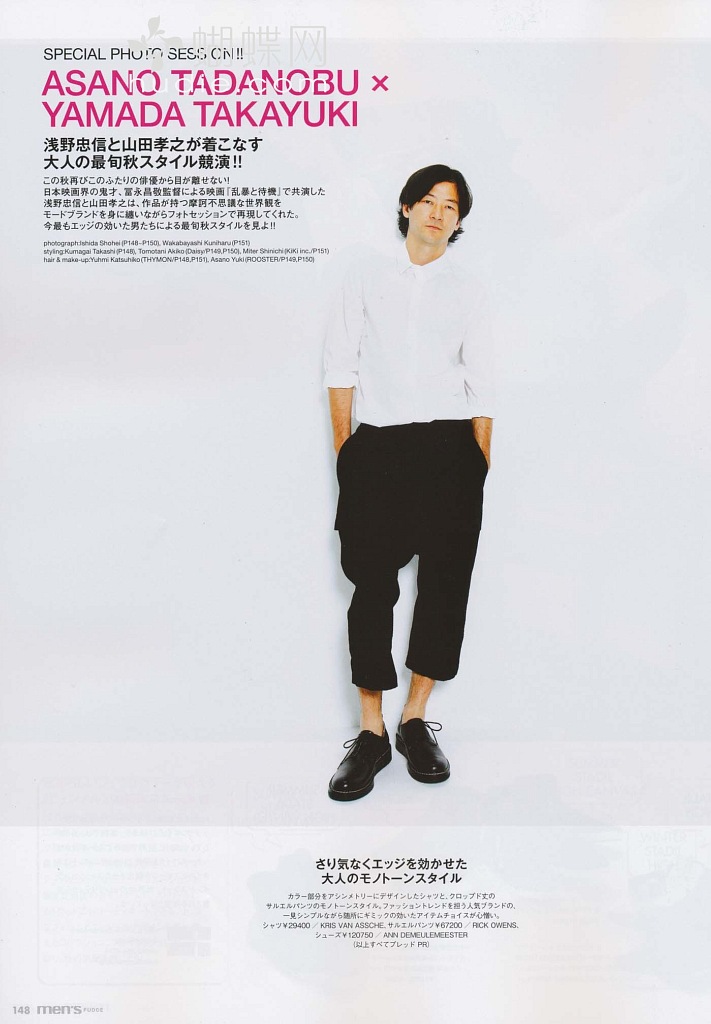 蝴蝶网
hudie.com
SPECIAL PHOTO SESSION!!
ASANO TADANOBU ×
YAMADA TAKAYUKI
浅野忠信と山田孝之が着こなす
大人の最旬秋スタイル競演!!
この秋再びこのふたりの俳優から目が離せない!
日本映画界の鬼才、冨永昌敬監督による映画『乱暴と待機』で共演した
浅野忠信と山田孝之は、作品が持つ摩訶不思議な世界観を
モードブランドを身に纏いながらフォトセッションで再現してくれた。
今最もエッジの効いた男たちによる最旬秋スタイルを見よ!!
photograph:Ishida Shohei(P148~P150), Wakabayashi Kuniharu(P151)
styling:Kumagai Takashi(P148), Tomotani Akiko(Daisy/P149,P150), Miter Shinichi(KiKi inc./P151)
hair & make-up:Yuhmi Katsuhiko(THYMON/P148,P151), Asano Yuki(ROOSTER/P149,P150)
さり気なくエッジを効かせた
大人のモノトーンスタイル
カラー部分をアシンメトリーにデザインしたシャツと、クロップド丈の
サルエルパンツのモノトーンスタイル。ファッショントレンドを担う人気ブランドの、
一見シンプルながら随所にギミックの効いたアイテムチョイスが心憎い。
シャツ¥29400／KRIS VAN ASSCHE、サルエルパンツ¥67200／RICK OWENS、
シューズ¥120750／ANN DEMEULEMEESTER
(以上すべてブレッド PR)
148 men's FUDGE